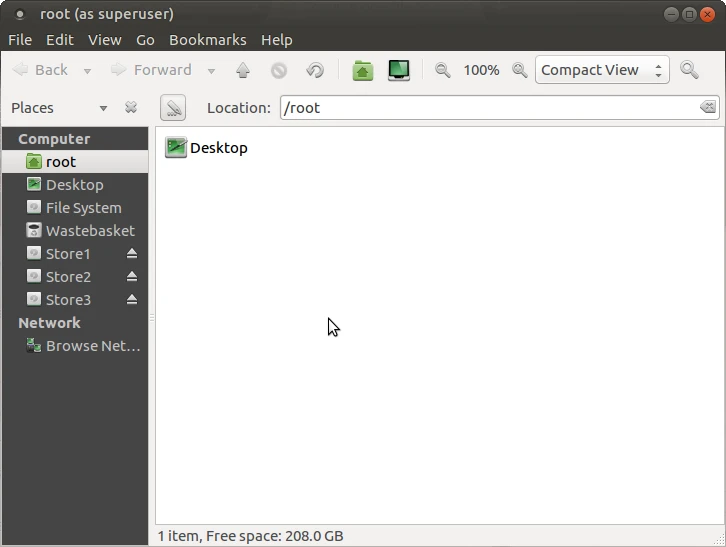 root (as superuser)
File Edit View Go Bookmarks Help
Back Forward 100% Compact View
Places Location: /root
Computer
root
Desktop
File System
Wastebasket
Store1
Store2
Store3
Network
Browse Net...
Desktop
1 item, Free space: 208.0 GB